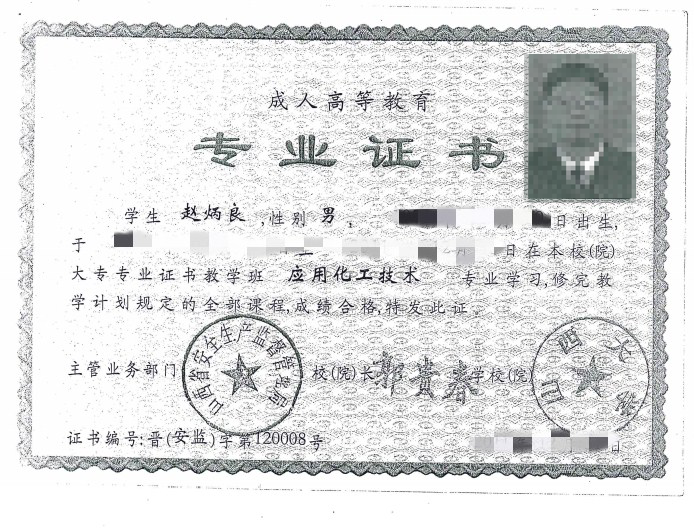 成人高等教育
专业证书
学生 赵炳良 ,性别 男, 日出生,
于 日在本校(院)
大专专业证书教学班 应用化工技术 专业学习,修完教
学计划规定的全部课程,成绩合格,特发此证。
主管业务部门 校(院)长 郭贵春 学校(院)
山西省安全生产监督管理局
西大
证书编号:晋(安监)字第120008号
日